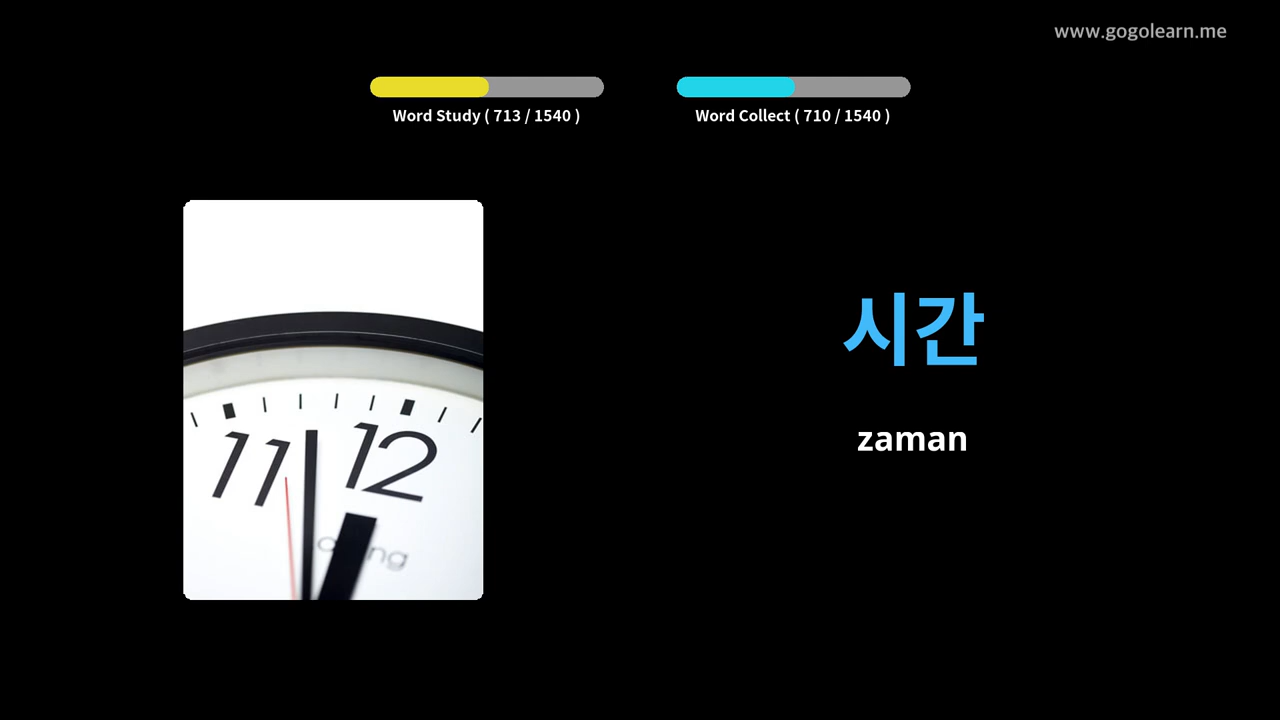 www.gogolearn.me
Word Study ( 713 / 1540 )
Word Collect ( 710 / 1540 )
11
12
시간
zaman